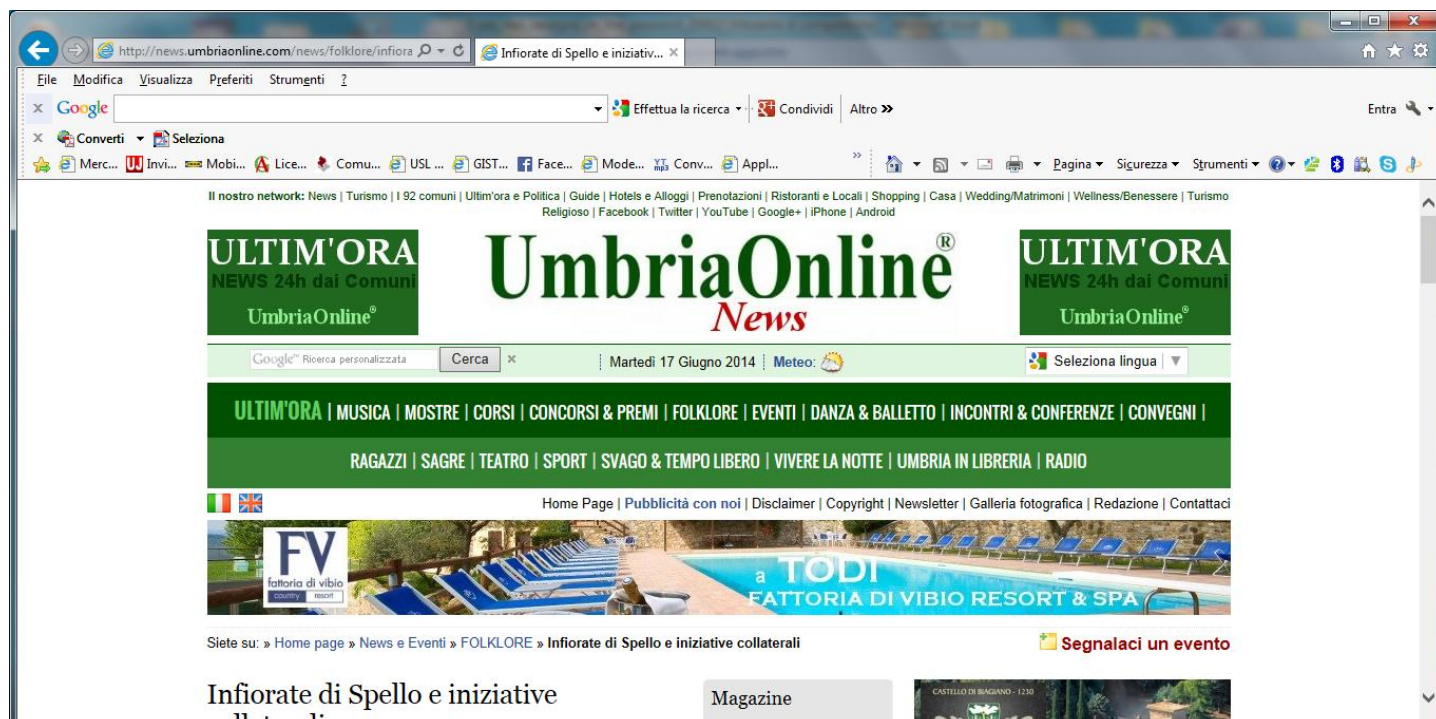 http://news.umbriaonline.com/news/folklore/infiora
Infiorate di Spello e iniziativ...
File Modifica Visualizza Preferiti Strumenti ?
x Google Effettua la ricerca Condividi Altro » Entra
x Converti Seleziona
Merc... Invi... Mobi... Lice... Comu... USL ... GIST... Face... Mode... Conv... Appl... » Pagina Sicurezza Strumenti
Il nostro network: News | Turismo | I 92 comuni | Ultim'ora e Politica | Guide | Hotels e Alloggi | Prenotazioni | Ristoranti e Locali | Shopping | Casa | Wedding/Matrimoni | Wellness/Benessere | Turismo
Religioso | Facebook | Twitter | YouTube | Google+ | iPhone | Android
ULTIM'ORA
NEWS 24h dai Comuni
UmbriaOnline®
UmbriaOnline®
News
ULTIM'ORA
NEWS 24h dai Comuni
UmbriaOnline®
Google™ Ricerca personalizzata Cerca × Martedì 17 Giugno 2014 Meteo: Seleziona lingua ▼
ULTIM'ORA | MUSICA | MOSTRE | CORSI | CONCORSI & PREMI | FOLKLORE | EVENTI | DANZA & BALLETTO | INCONTRI & CONFERENZE | CONVEGNI |
RAGAZZI | SAGRE | TEATRO | SPORT | SVAGO & TEMPO LIBERO | VIVERE LA NOTTE | UMBRIA IN LIBRERIA | RADIO
Home Page | Pubblicità con noi | Disclaimer | Copyright | Newsletter | Galleria fotografica | Redazione | Contattaci
FV
fattoria di vibio
country resort
a TODI
FATTORIA DI VIBIO RESORT & SPA
Siete su: » Home page » News e Eventi » FOLKLORE » Infiorate di Spello e iniziative collaterali
Segnalaci un evento
Infiorate di Spello e iniziative
Magazine
CASTELLO DI BIAGIANO - 1230